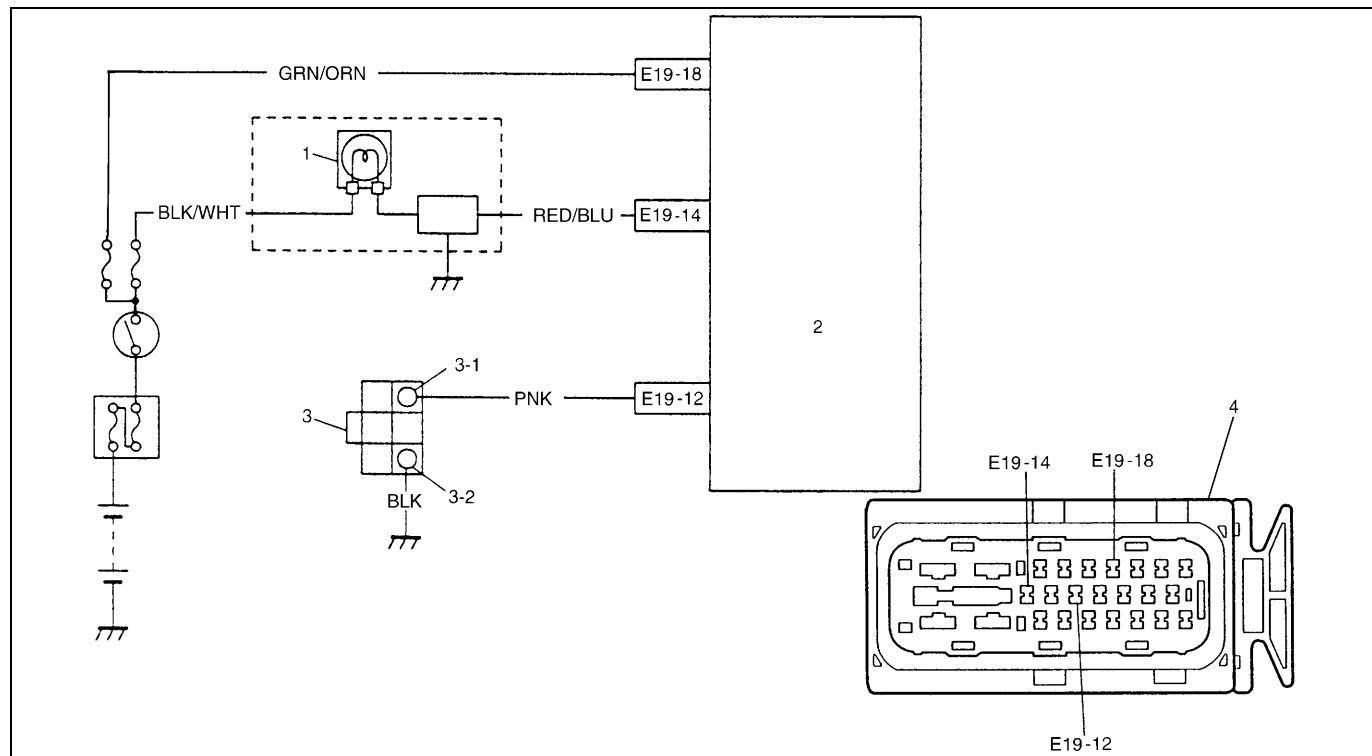 GRN/ORN
E19-18
1
BLK/WHT
RED/BLU
E19-14
2
3-1
PNK
E19-12
3
3-2
BLK
4
E19-14
E19-18
E19-12